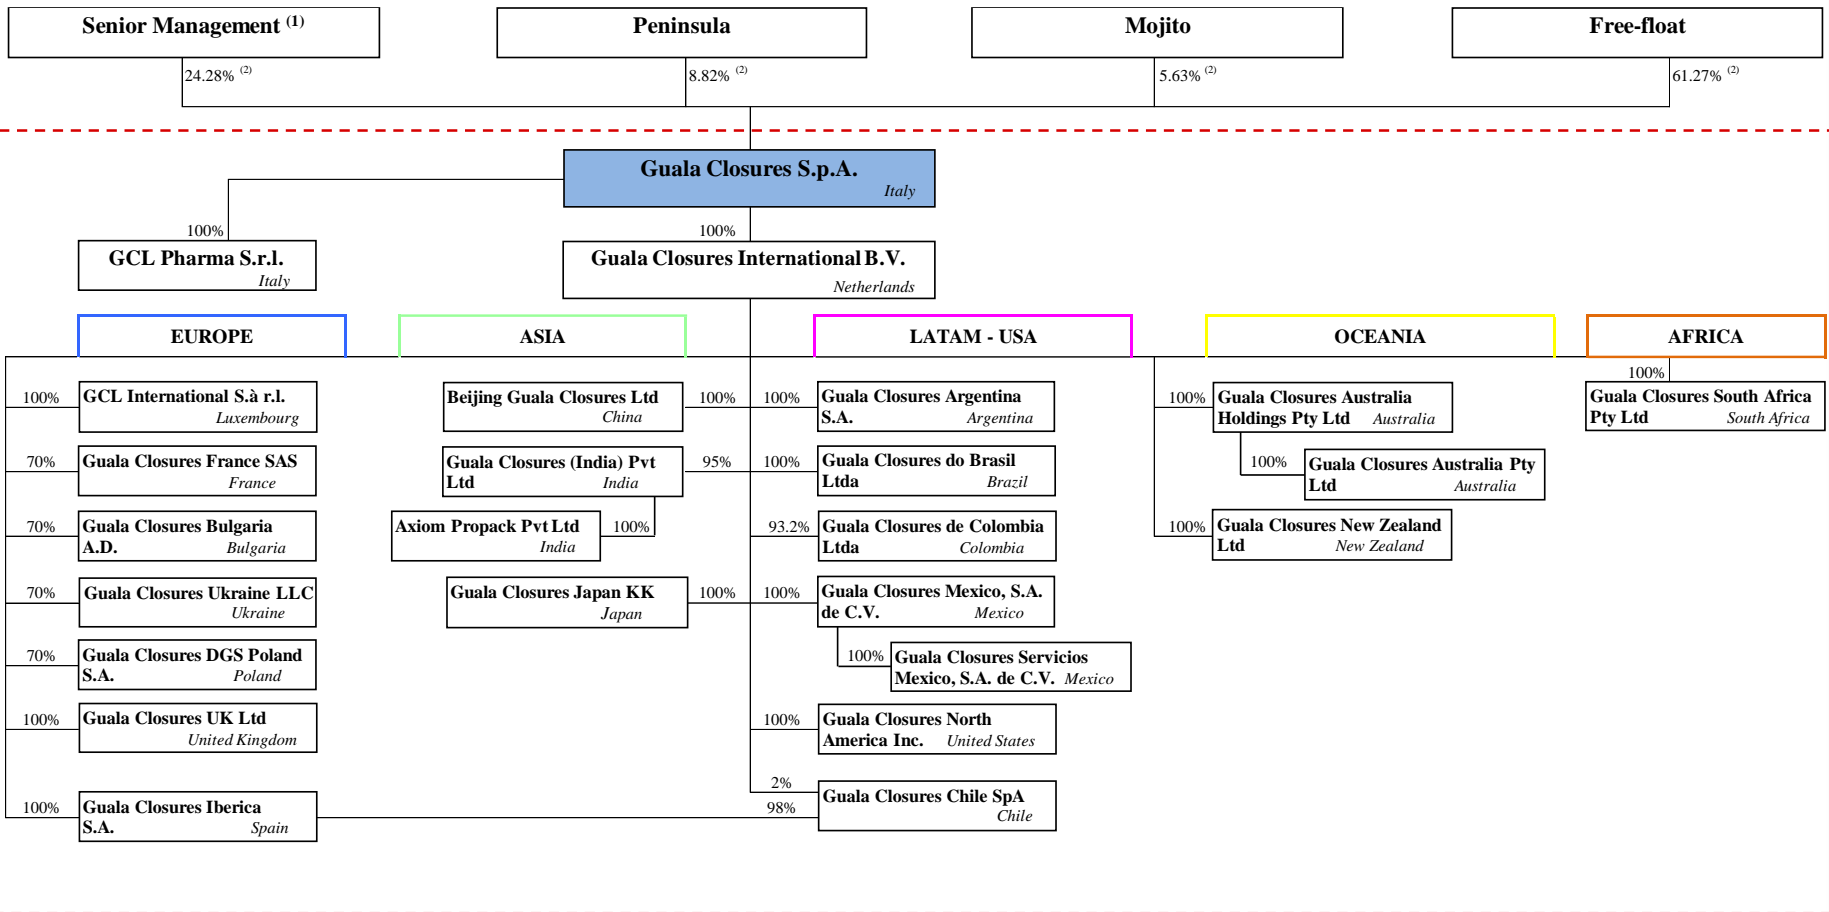 Senior Management (1)
Peninsula
Mojito
Free-float
24.28% (2)
8.82% (2)
5.63% (2)
61.27% (2)
Guala Closures S.p.A.
Italy
100%
GCL Pharma S.r.l.
Italy
100%
Guala Closures International B.V.
Netherlands
EUROPE
ASIA
LATAM - USA
OCEANIA
AFRICA
100%
GCL International S.à r.l.
Luxembourg
70%
Guala Closures France SAS
France
70%
Guala Closures Bulgaria
A.D. Bulgaria
70%
Guala Closures Ukraine LLC
Ukraine
70%
Guala Closures DGS Poland
S.A. Poland
100%
Guala Closures UK Ltd
United Kingdom
100%
Guala Closures Iberica
S.A. Spain
Beijing Guala Closures Ltd
China
100%
Guala Closures (India) Pvt
Ltd India
95%
Axiom Propack Pvt Ltd
India
100%
Guala Closures Japan KK
Japan
100%
100%
Guala Closures Argentina
S.A. Argentina
100%
Guala Closures do Brasil
Ltda Brazil
93.2%
Guala Closures de Colombia
Ltda Colombia
100%
Guala Closures Mexico, S.A.
de C.V. Mexico
100%
Guala Closures Servicios
Mexico, S.A. de C.V. Mexico
100%
Guala Closures North
America Inc. United States
2%
98%
Guala Closures Chile SpA
Chile
100%
Guala Closures Australia
Holdings Pty Ltd Australia
100%
Guala Closures Australia Pty
Ltd Australia
100%
Guala Closures New Zealand
Ltd New Zealand
100%
Guala Closures South Africa
Pty Ltd South Africa